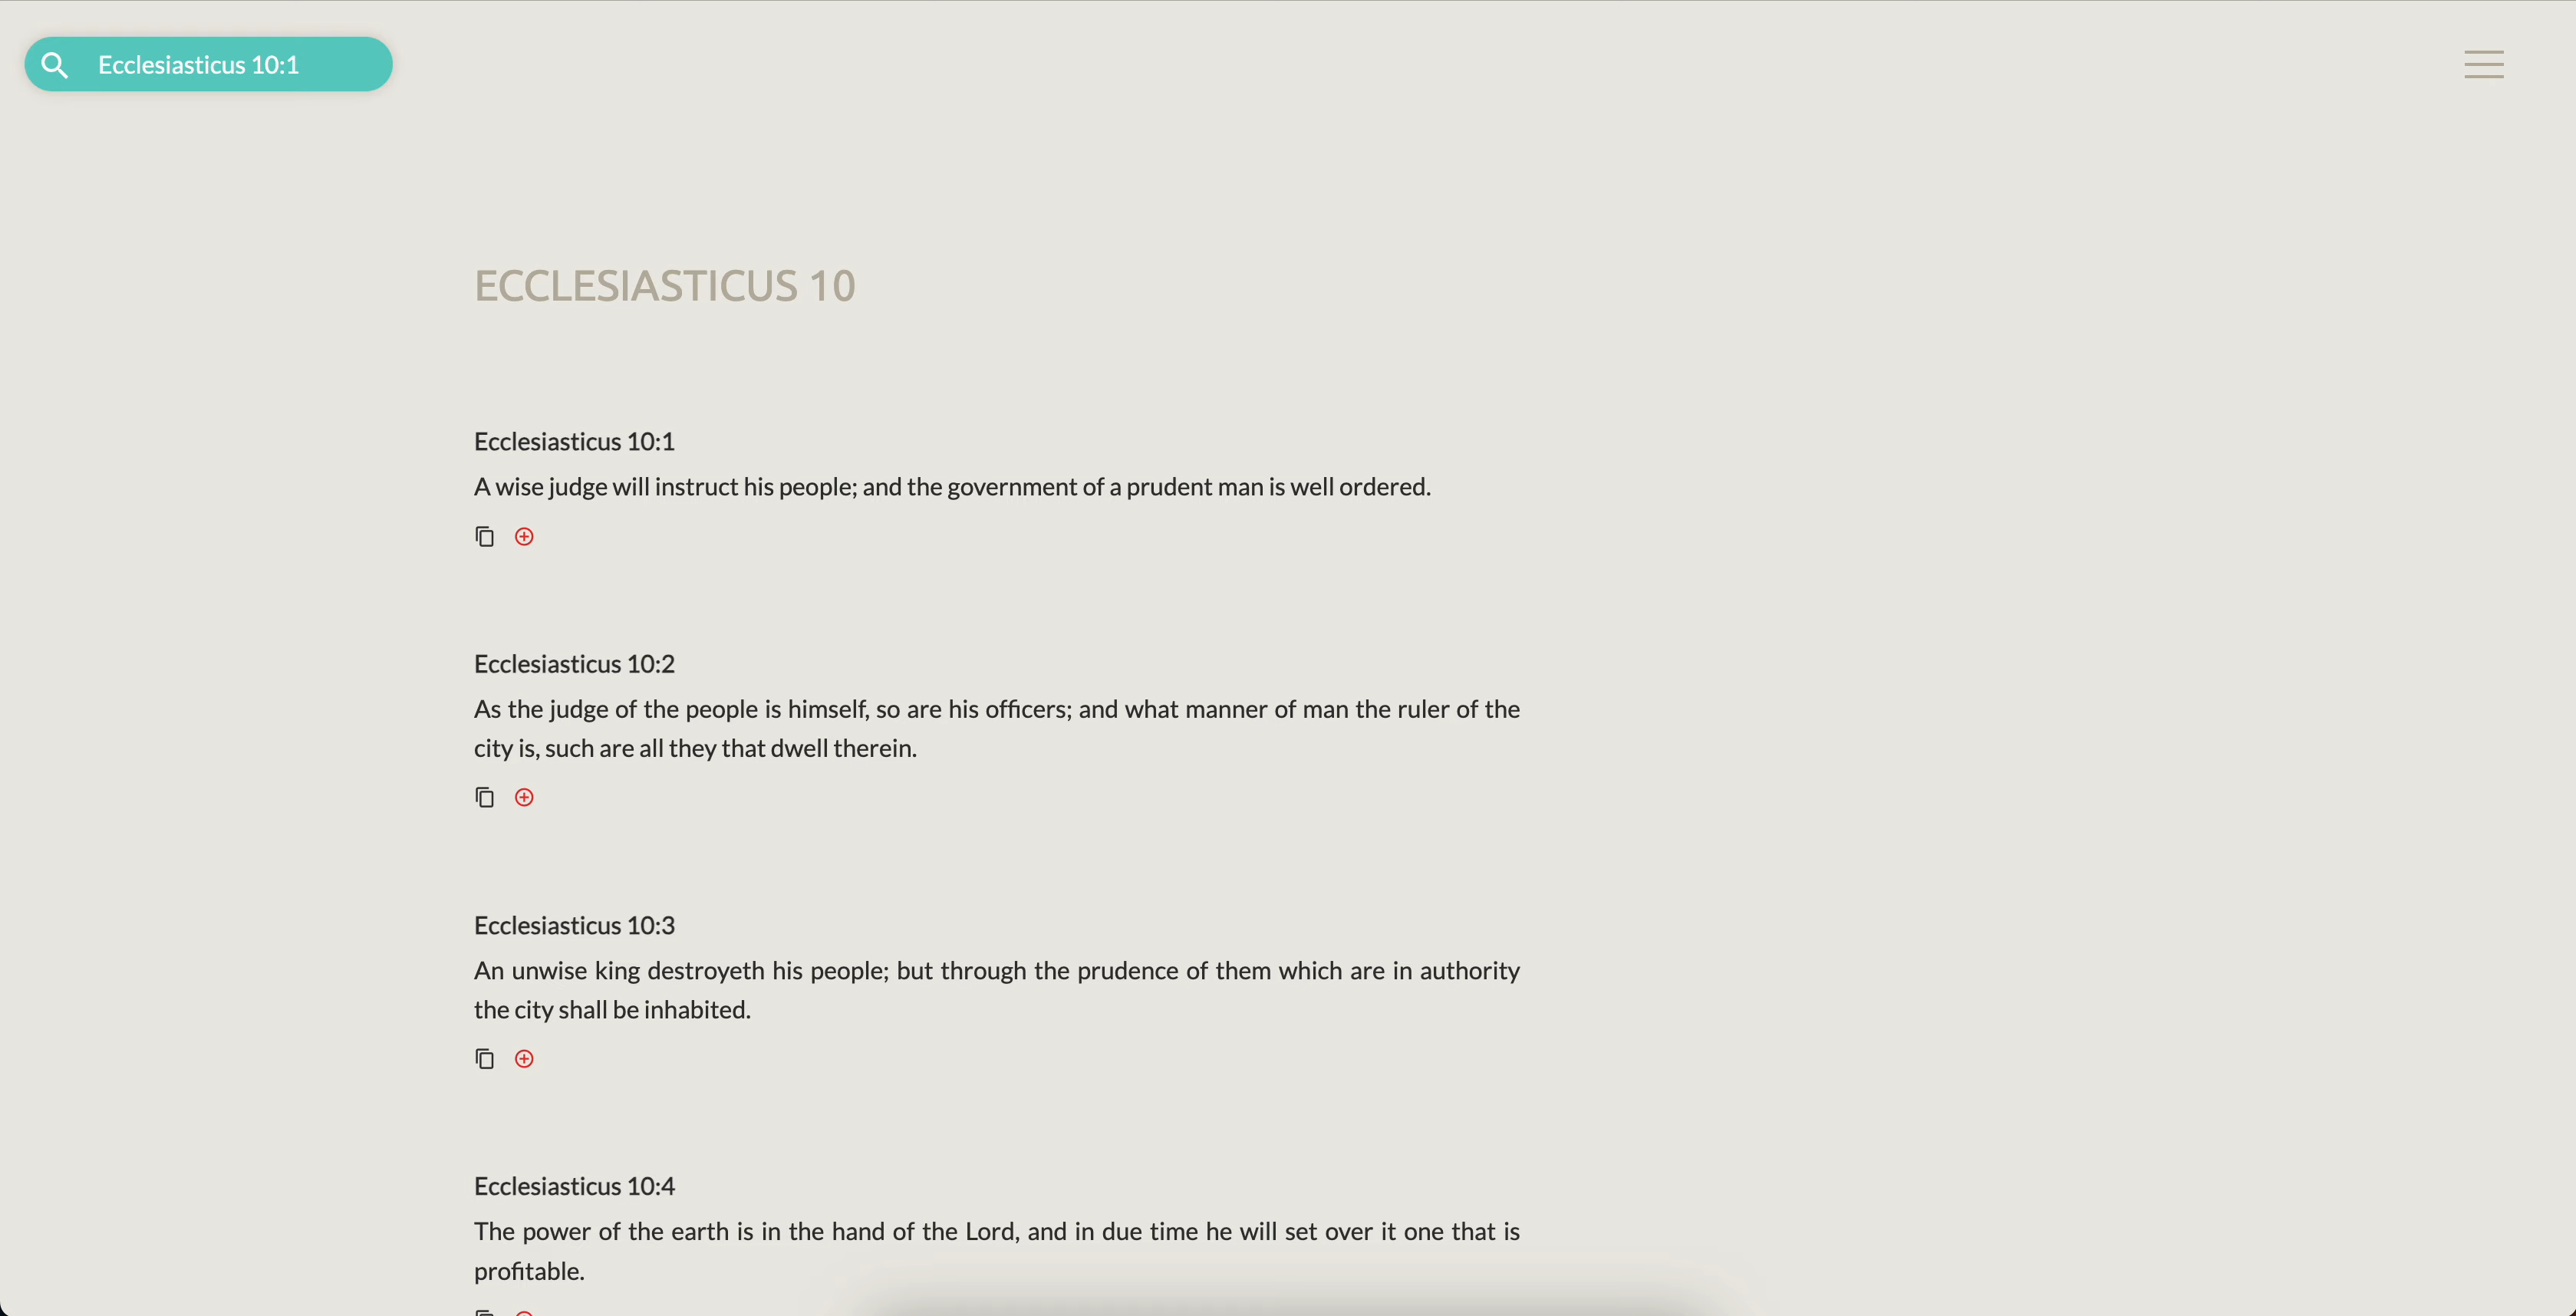 Ecclesiasticus 10:1
ECCLESIASTICUS 10
Ecclesiasticus 10:1
A wise judge will instruct his people; and the government of a prudent man is well ordered.
Ecclesiasticus 10:2
As the judge of the people is himself, so are his officers; and what manner of man the ruler of the
city is, such are all they that dwell therein.
Ecclesiasticus 10:3
An unwise king destroyeth his people; but through the prudence of them which are in authority
the city shall be inhabited.
Ecclesiasticus 10:4
The power of the earth is in the hand of the Lord, and in due time he will set over it one that is
profitable.